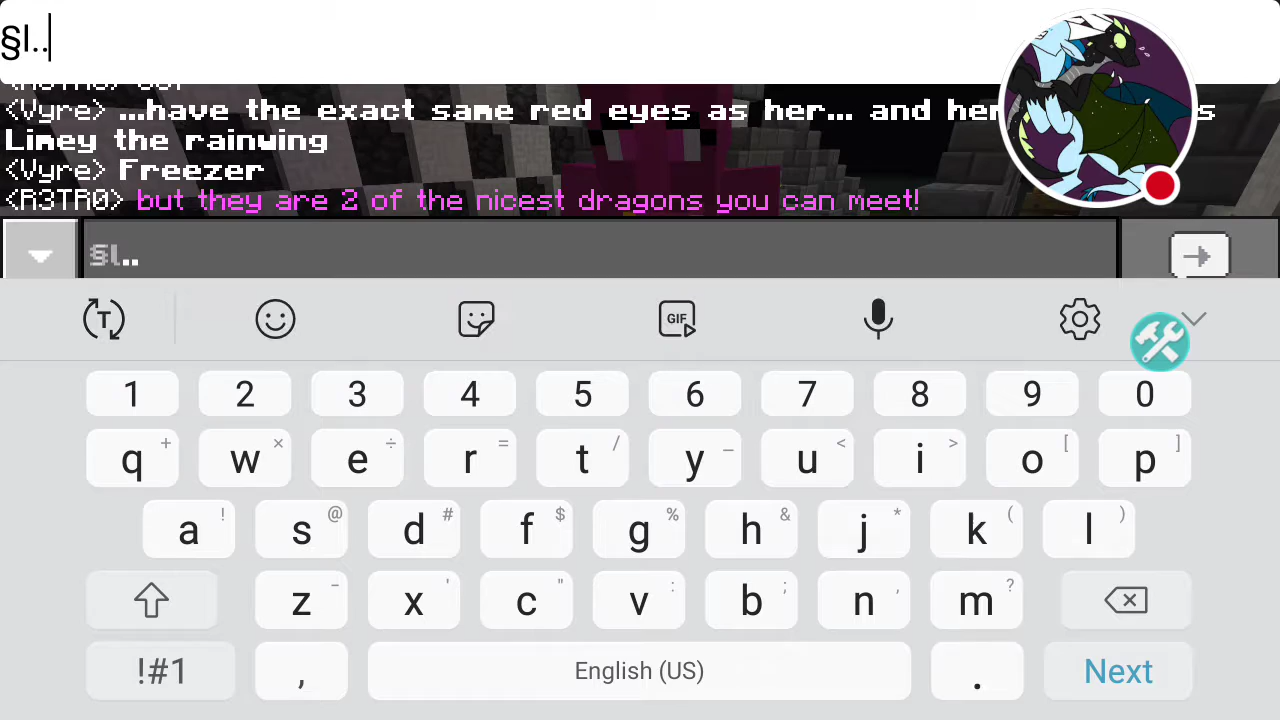 §l..
<Vyre> ...have the exact same red eyes as her... and her
Limey the rainwing
<Vyre> Freezer
<R3TR0> but they are 2 of the nicest dragons you can meet!
§l..
T GIF
1 2 3 4 5 6 7 8 9 0
q + w × e ÷ r = t / y _ u < i > o [ p ]
a ! s @ d # f $ g % h & j * k ( l )
z - x ' c " v : b ; n , m ?
!#1 , English (US) . Next